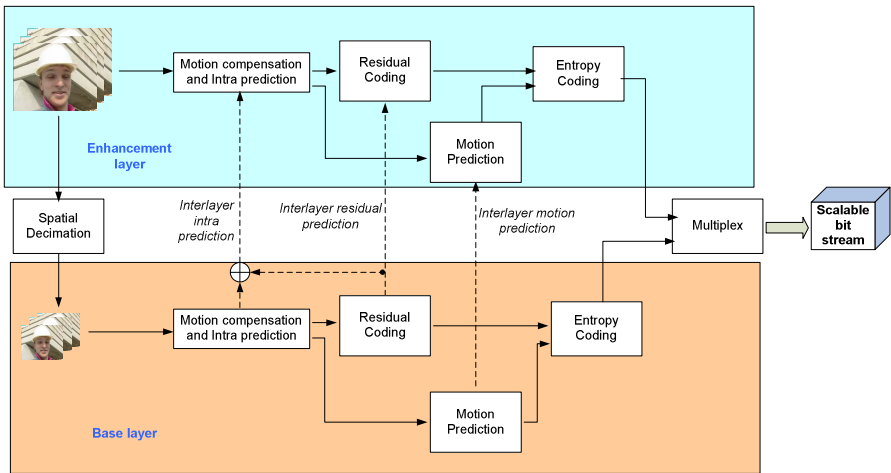 Motion compensation
and Intra prediction
Residual
Coding
Entropy
Coding
Motion
Prediction
Enhancement
layer
Spatial
Decimation
Interlayer
intra
prediction
Interlayer residual
prediction
Interlayer motion
prediction
Multiplex
Scalable
bit
stream
Motion compensation
and Intra prediction
Residual
Coding
Entropy
Coding
Motion
Prediction
Base layer